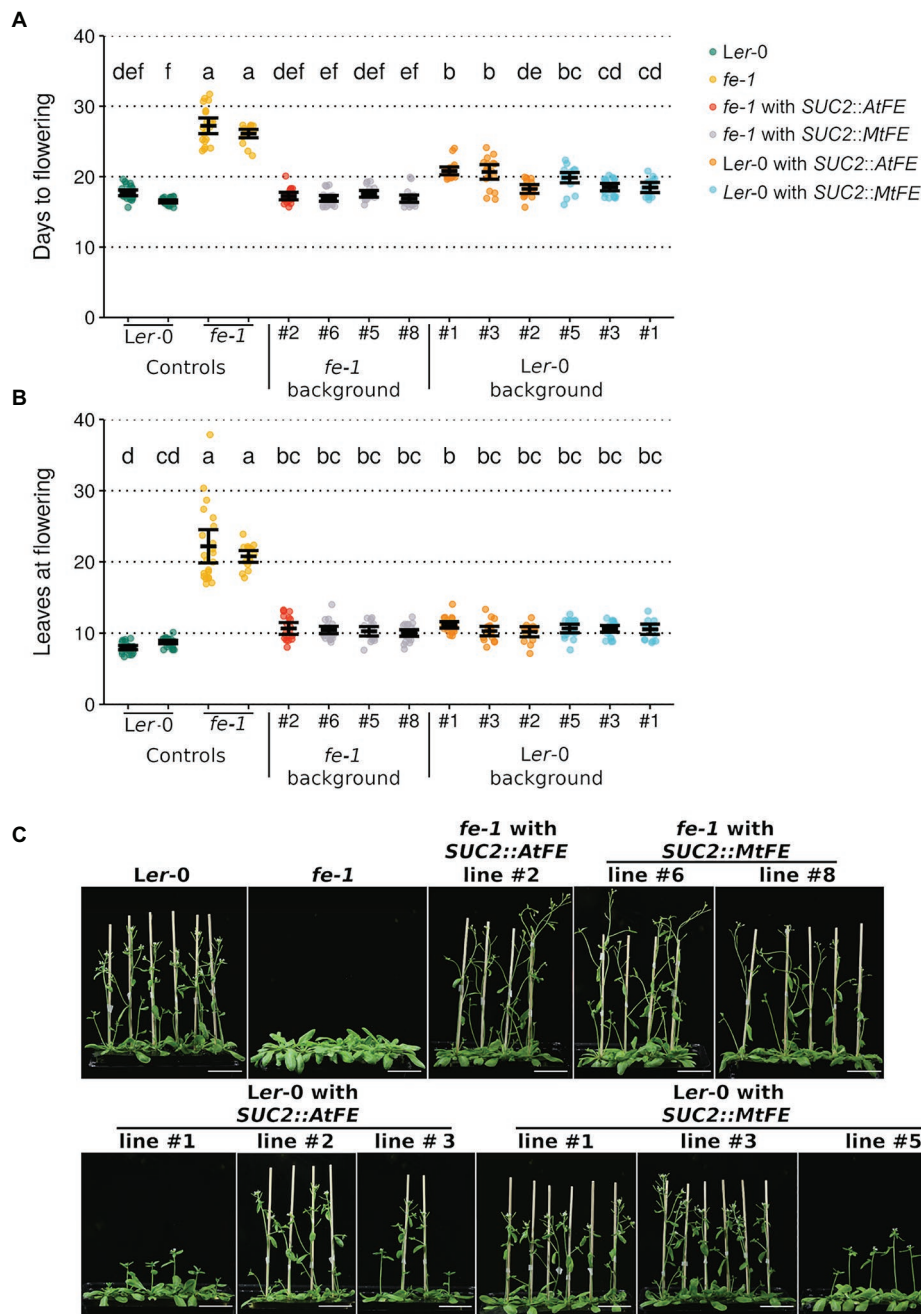 A
Days to flowering
40
30
20
10
0
def f a a def ef def ef b b de bc cd cd
Ler-0 fe-1 #2 #6 #5 #8 #1 #3 #2 #5 #3 #1
Controls fe-1 background Ler-0 background
Ler-0
fe-1
fe-1 with SUC2::AtFE
fe-1 with SUC2::MtFE
Ler-0 with SUC2::AtFE
Ler-0 with SUC2::MtFE
B
Leaves at flowering
40
30
20
10
0
d cd a a bc bc bc bc b bc bc bc bc bc
Ler-0 fe-1 #2 #6 #5 #8 #1 #3 #2 #5 #3 #1
Controls fe-1 background Ler-0 background
C
Ler-0
fe-1
fe-1 with
SUC2::AtFE
line #2
fe-1 with
SUC2::MtFE
line #6 line #8
Ler-0 with
SUC2::AtFE
line #1 line #2 line # 3
Ler-0 with
SUC2::MtFE
line #1 line #3 line #5